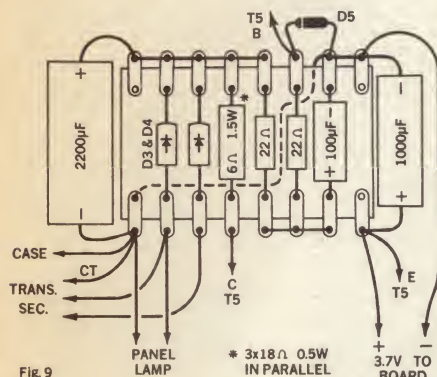 T5
B
D5
+
2200µF
−
D3 & D4
6Ω 1.5W
*
22Ω
22Ω
100µF
−
+
−
1000µF
+
CASE
CT
TRANS.
SEC.
C
T5
E
T5
PANEL
LAMP
* 3x18Ω 0.5W
IN PARALLEL
+ −
3.7V TO
BOARD
Fig. 9